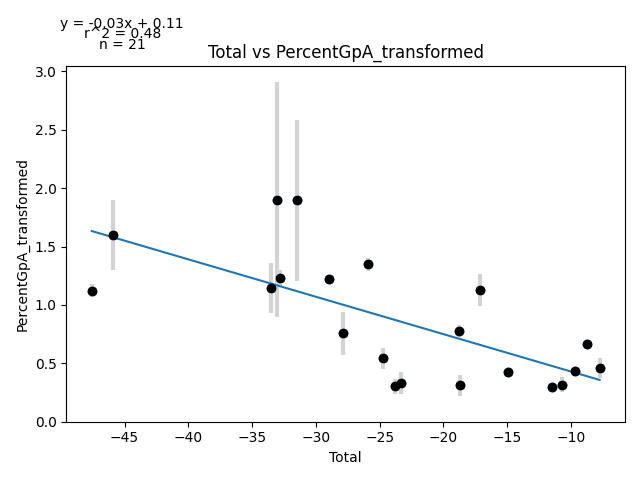 y = -0.03x + 0.11
r^2 = 0.48
n = 21
Total vs PercentGpA_transformed
3.0
2.5
2.0
1.5
1.0
0.5
0.0
PercentGpA_transformed
−45
−40
−35
−30
−25
−20
−15
−10
Total